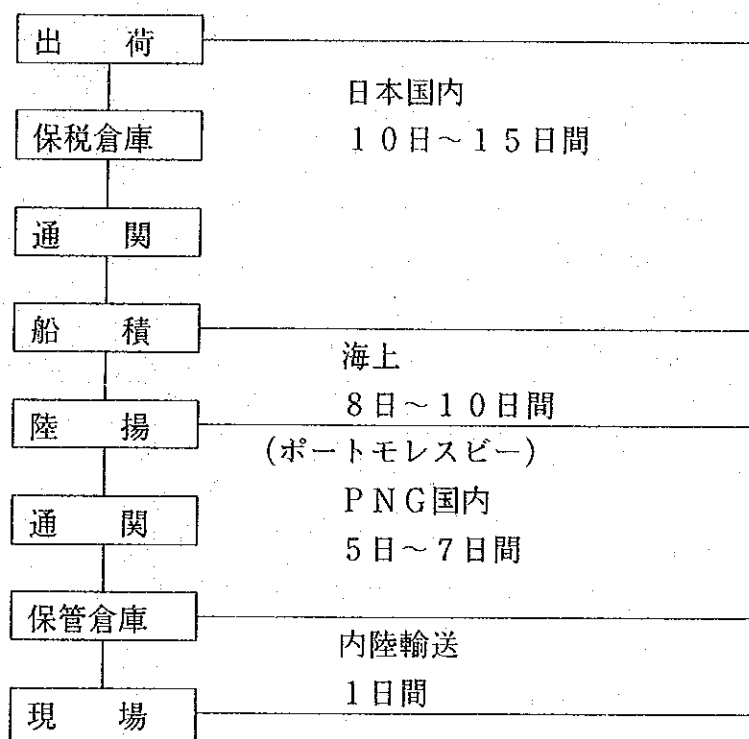 出　荷
日本国内
保税倉庫
１０日～１５日間
通　関
船　積
海上
８日～１０日間
陸　揚
(ポートモレスビー)
ＰＮＧ国内
通　関
５日～７日間
保管倉庫
内陸輸送
１日間
現　場